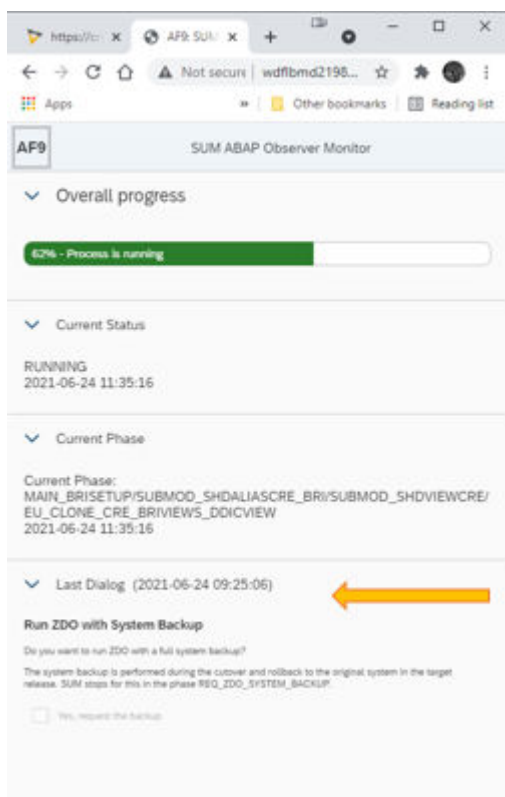 https://cr
AF9: SUM
Not secure
wdflbmd2198...
Apps
»
Other bookmarks
Reading list
AF9
SUM ABAP Observer Monitor
Overall progress
62% - Process is running
Current Status
RUNNING
2021-06-24 11:35:16
Current Phase
Current Phase:
MAIN_BRISETUP/SUBMOD_SHDALIASCRE_BRI/SUBMOD_SHDVIEWCRE/
EU_CLONE_CRE_BRIVIEWS_DDICVIEW
2021-06-24 11:35:16
Last Dialog (2021-06-24 09:25:06)
Run ZDO with System Backup
Do you want to run ZDO with a full system backup?
The system backup is performed during the cutover and rollback to the original system in the target
release. SUM stops for this in the phase REQ_ZDO_SYSTEM_BACKUP.
Yes, request the backup